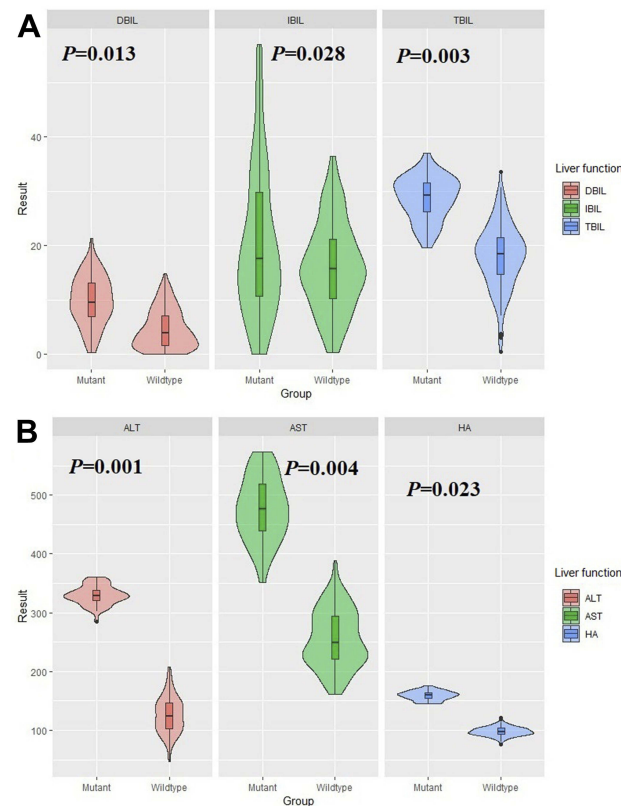 A
DBIL
IBIL
TBIL
P=0.013
P=0.028
P=0.003
40
20
0
Result
Mutant
Wildtype
Mutant
Wildtype
Mutant
Wildtype
Group
Liver function
DBIL
IBIL
TBIL
B
ALT
AST
HA
P=0.001
P=0.004
P=0.023
500
400
300
200
100
Result
Mutant
Wildtype
Mutant
Wildtype
Mutant
Wildtype
Group
Liver function
ALT
AST
HA